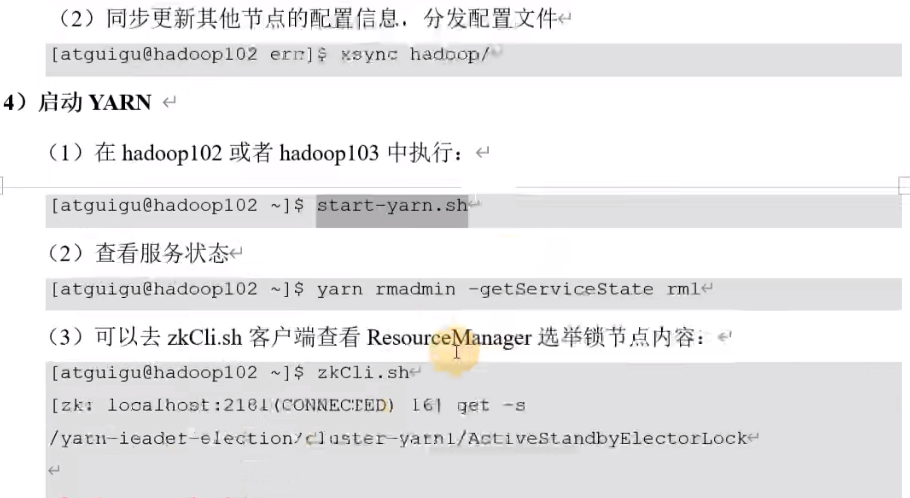 （2）同步更新其他节点的配置信息，分发配置文件
[atguigu@hadoop102 etc]$ xsync hadoop/
4）启动 YARN
（1）在 hadoop102 或者 hadoop103 中执行：
[atguigu@hadoop102 ~]$ start-yarn.sh
（2）查看服务状态
[atguigu@hadoop102 ~]$ yarn rmadmin -getServiceState rm1
（3）可以去 zkCli.sh 客户端查看 ResourceManager 选举锁节点内容：
[atguigu@hadoop102 ~]$ zkCli.sh
[zk: localhost:2181(CONNECTED) 16] get -s
/yarn-leader-election/cluster-yarn1/ActiveStandbyElectorLock